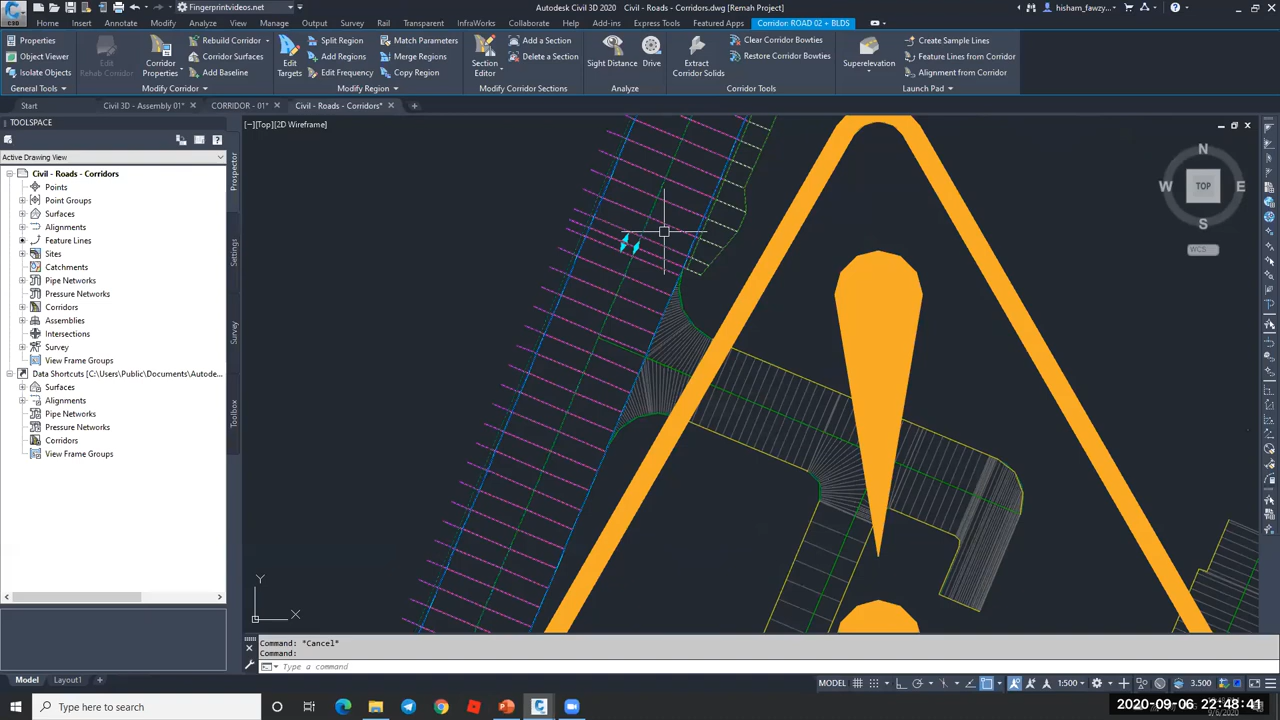 Fingerprintvideos.net
Autodesk Civil 3D 2020 Civil - Roads - Corridors.dwg [Remah Project]
hisham_fawzy...
C3D
Home Insert Annotate Modify Analyze View Manage Output Survey Rail Transparent InfraWorks Collaborate Help Add-ins Express Tools Featured Apps Corridor: ROAD 02 + BLDS
Properties
Object Viewer
Isolate Objects
General Tools
Edit
Rehab Corridor
Corridor
Properties
Rebuild Corridor
Corridor Surfaces
Add Baseline
Modify Corridor
Edit
Targets
Split Region
Add Regions
Edit Frequency
Match Parameters
Merge Regions
Copy Region
Modify Region
Section
Editor
Add a Section
Delete a Section
Modify Corridor Sections
Sight Distance
Drive
Analyze
Extract
Corridor Solids
Clear Corridor Bowties
Restore Corridor Bowties
Corridor Tools
Superelevation
Create Sample Lines
Feature Lines from Corridor
Alignment from Corridor
Launch Pad
Start Civil 3D - Assembly 01* CORRIDOR - 01* Civil - Roads - Corridors*
TOOLSPACE
Active Drawing View
Civil - Roads - Corridors
Points
Point Groups
Surfaces
Alignments
Feature Lines
Sites
Catchments
Pipe Networks
Pressure Networks
Corridors
Assemblies
Intersections
Survey
View Frame Groups
Data Shortcuts [C:\Users\Public\Documents\Autode...
Surfaces
Alignments
Pipe Networks
Pressure Networks
Corridors
View Frame Groups
Prospector
Settings
Survey
Toolbox
[−][Top][2D Wireframe]
N
W TOP E
S
WCS
Y
X
Command: *Cancel*
Command:
Type a command
Model Layout1
MODEL 1:500 3.500
Type here to search
2020-09-06 22:48:41